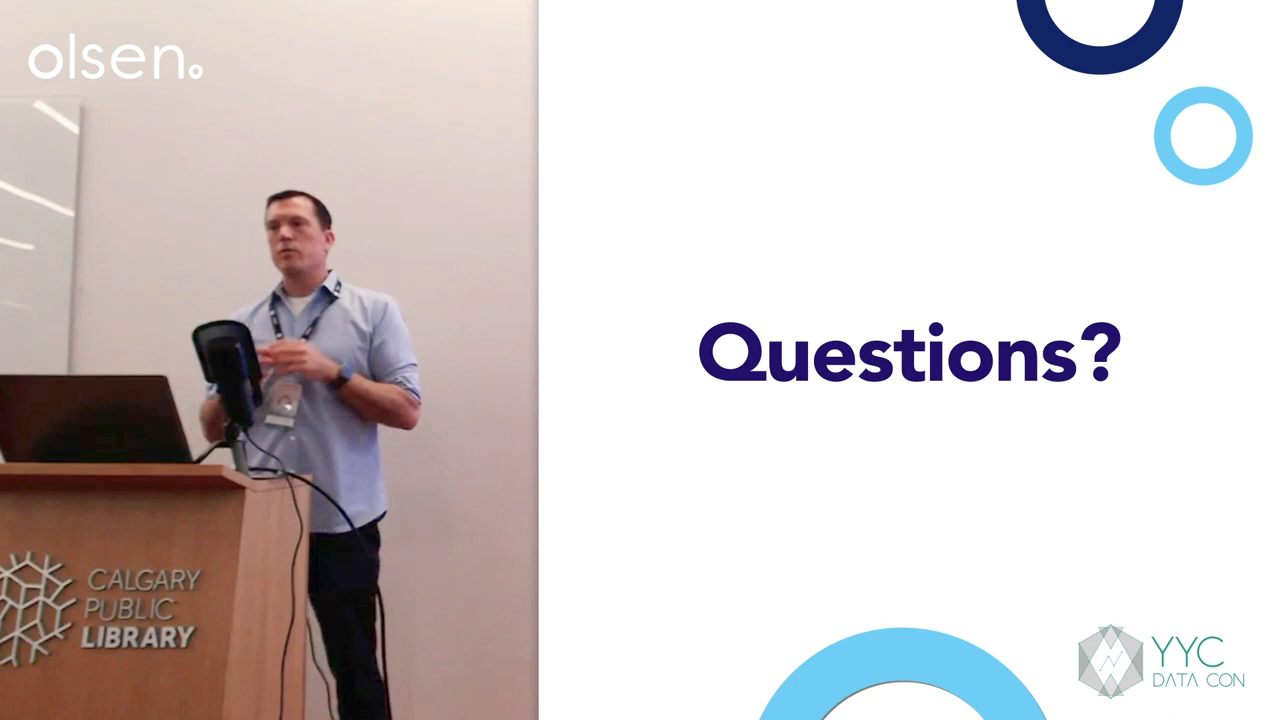 olsen.
CALGARY
PUBLIC
LIBRARY
Questions?
YYC
DATA CON